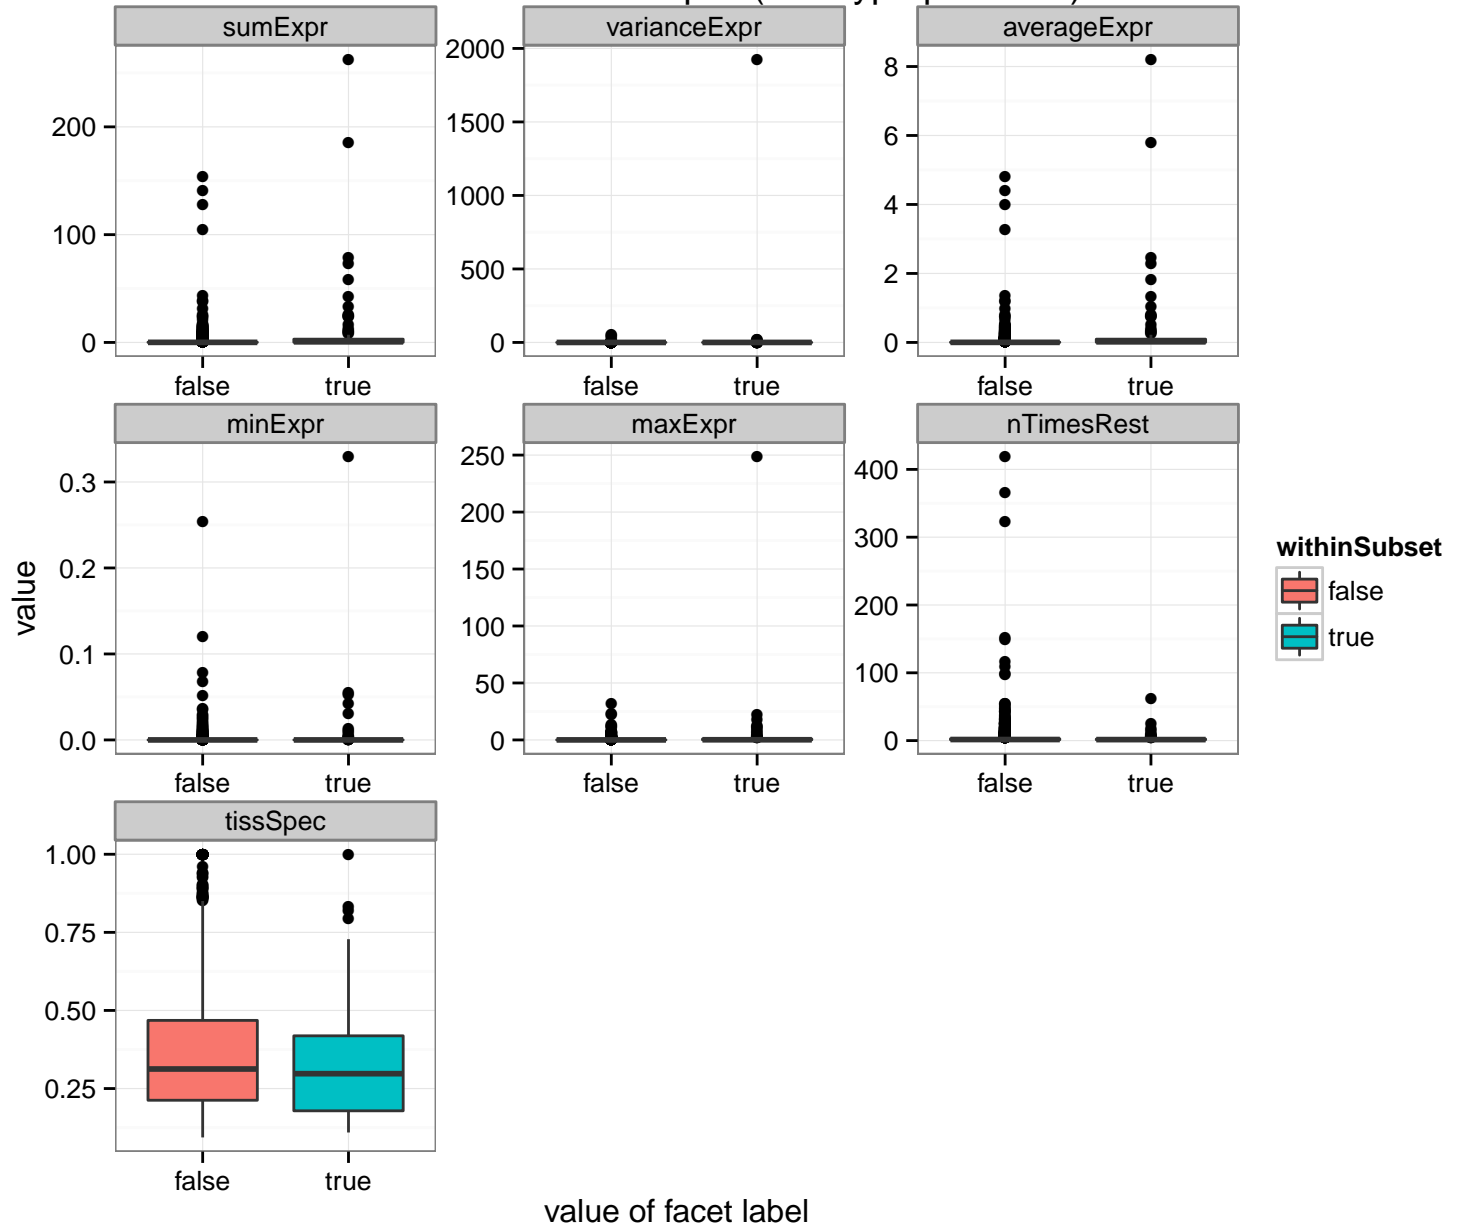 sumExpr varianceExpr averageExpr
2000
8
200 1500 6
1000 4
100
500 2
0 0 0
false true false true false true
minExpr maxExpr nTimesRest
250 400
0.3 200
300
0.2 150
200
100
0.1
50 100
0.0 0 0
false true false true false true
tissSpec
1.00
0.75
0.50
0.25
false true
value
value of facet label
withinSubset
false
true